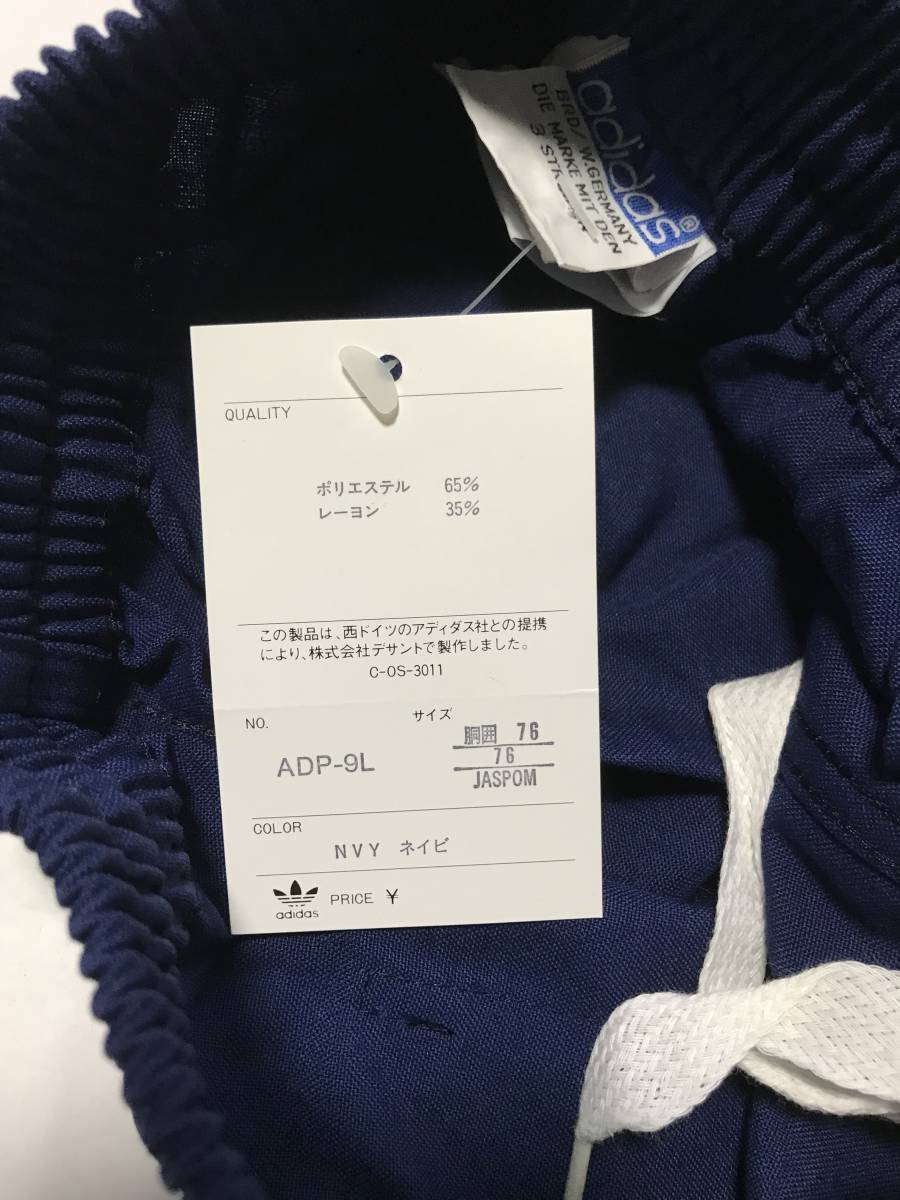 adidas®
BRD/W.GERMANY
DIE MARKE MIT DEN
3
QUALITY
ポリエステル 65%
レーヨン 35%
この製品は、西ドイツのアディダス社との提携
により、株式会社デサントで製作しました。
C-OS-3011
NO. サイズ
ADP-9L
胴囲 76
76
JASPOM
COLOR
NVY ネイビ
adidas PRICE ¥